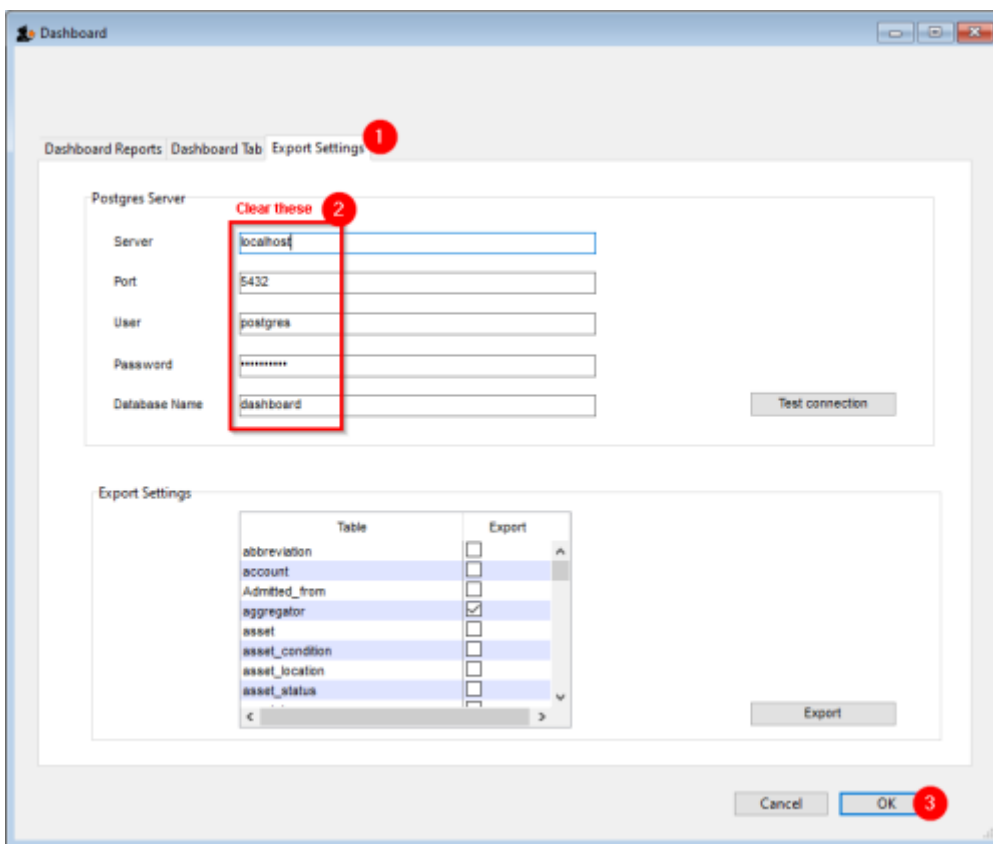 Dashboard
Dashboard Reports Dashboard Tab Export Settings 1
Postgres Server
Clear these 2
Server localhost
Port 5432
User postgres
Password •••••••••••
Database Name dashboard
Test connection
Export Settings
Table Export
abbreviation
account
Admitted_from
aggregator
asset
asset_condition
asset_location
asset_status
Export
Cancel OK 3